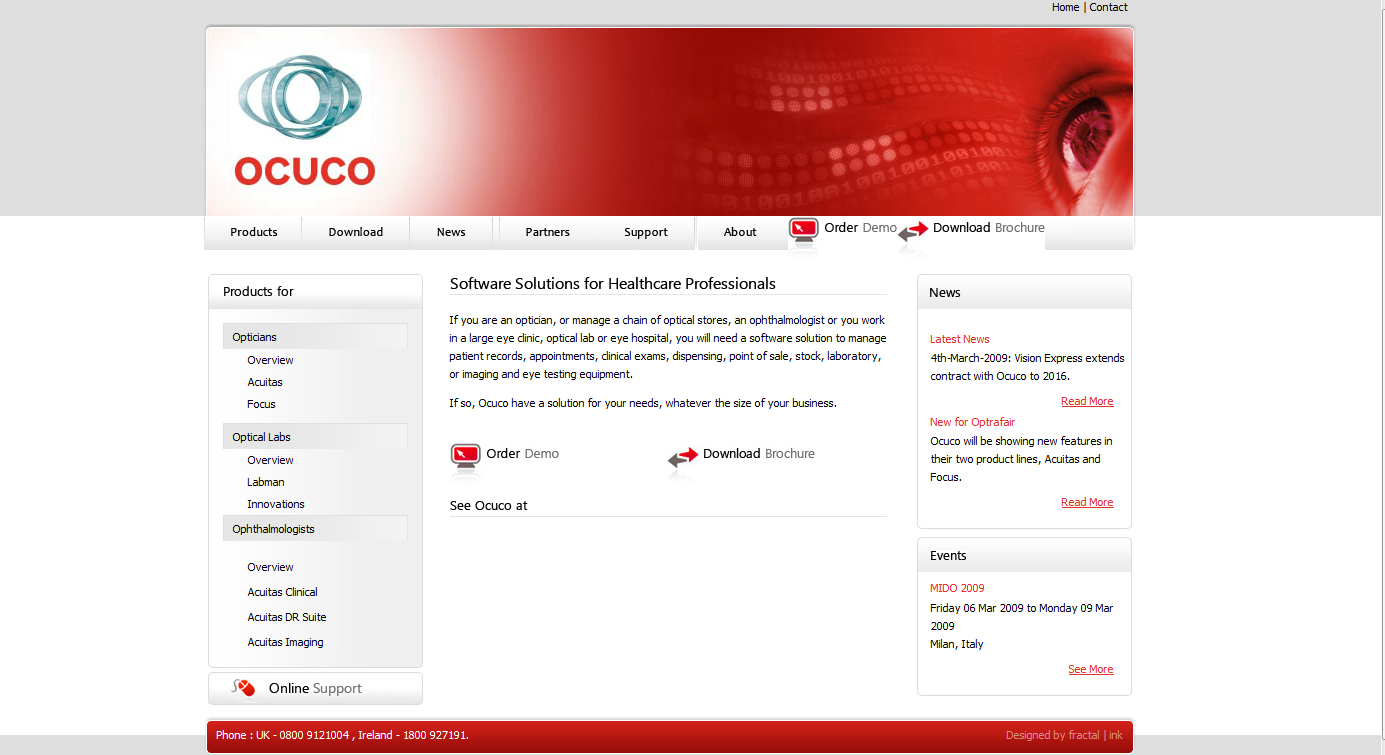 Home | Contact
OCUCO
Products
Download
News
Partners
Support
About
Order Demo
Download Brochure
Products for
Opticians
Overview
Acuitas
Focus
Optical Labs
Overview
Labman
Innovations
Ophthalmologists
Overview
Acuitas Clinical
Acuitas DR Suite
Acuitas Imaging
Online Support
Software Solutions for Healthcare Professionals
If you are an optician, or manage a chain of optical stores, an ophthalmologist or you work
in a large eye clinic, optical lab or eye hospital, you will need a software solution to manage
patient records, appointments, clinical exams, dispensing, point of sale, stock, laboratory,
or imaging and eye testing equipment.
If so, Ocuco have a solution for your needs, whatever the size of your business.
Order Demo
Download Brochure
See Ocuco at
News
Latest News
4th-March-2009: Vision Express extends
contract with Ocuco to 2016.
Read More
New for Optrafair
Ocuco will be showing new features in
their two product lines, Acuitas and
Focus.
Read More
Events
MIDO 2009
Friday 06 Mar 2009 to Monday 09 Mar
2009
Milan, Italy
See More
Phone : UK - 0800 9121004 , Ireland - 1800 927191.
Designed by fractal | ink